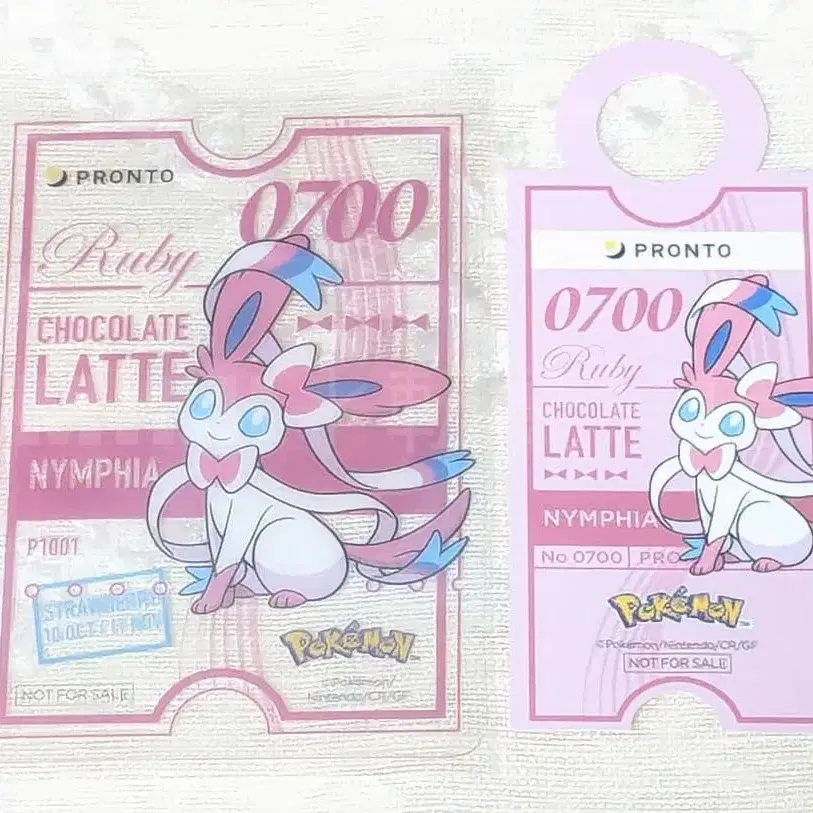 PRONTO
0700
Ruby
CHOCOLATE
LATTE
NYMPHIA
P1001
NOT FOR SALE
POKéMON
Nintendo/CR/GF
PRONTO
0700
Ruby
CHOCOLATE
LATTE
NYMPHIA
No 0700 PRO
POKéMON
©Pokémon/Nintendo/CR/GF
NOT FOR SALE